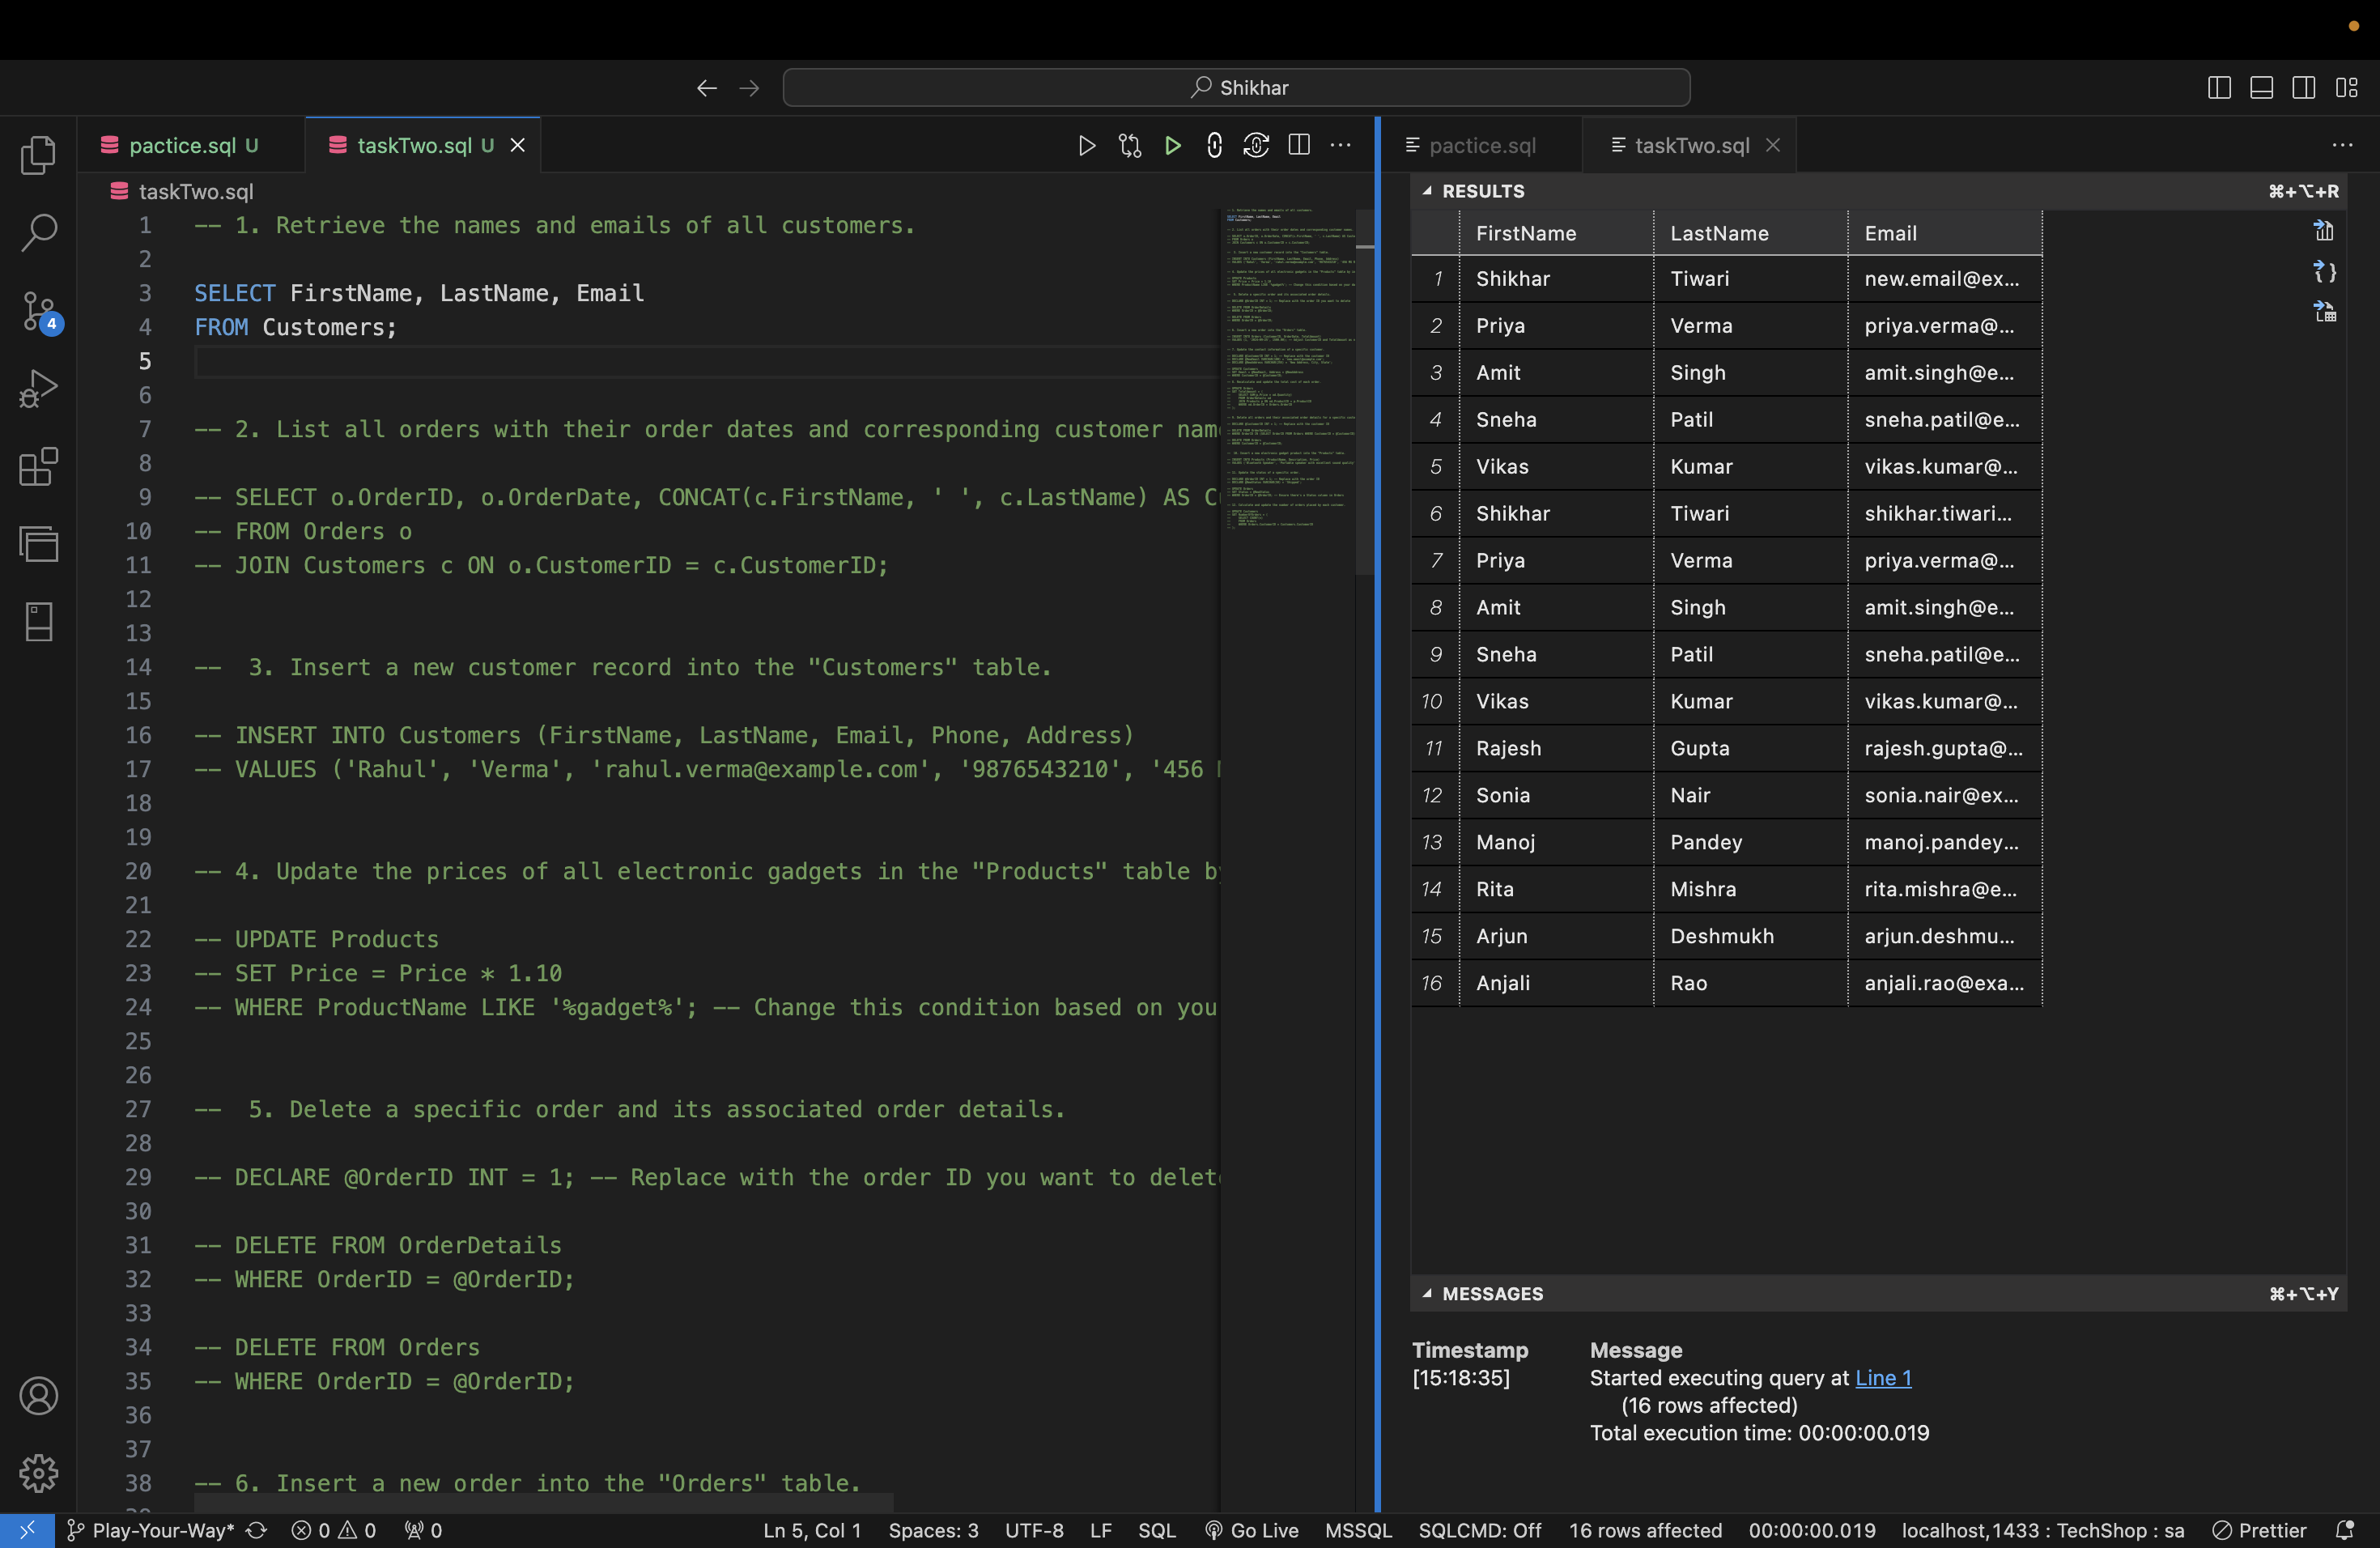 Shikhar
pactice.sql U
taskTwo.sql U
pactice.sql
taskTwo.sql
taskTwo.sql
1 -- 1. Retrieve the names and emails of all customers.
2
3 SELECT FirstName, LastName, Email
4 FROM Customers;
5
6
7 -- 2. List all orders with their order dates and corresponding customer nam
8
9 -- SELECT o.OrderID, o.OrderDate, CONCAT(c.FirstName, ' ', c.LastName) AS C
10 -- FROM Orders o
11 -- JOIN Customers c ON o.CustomerID = c.CustomerID;
12
13
14 -- 3. Insert a new customer record into the "Customers" table.
15
16 -- INSERT INTO Customers (FirstName, LastName, Email, Phone, Address)
17 -- VALUES ('Rahul', 'Verma', 'rahul.verma@example.com', '9876543210', '456
18
19
20 -- 4. Update the prices of all electronic gadgets in the "Products" table by
21
22 -- UPDATE Products
23 -- SET Price = Price * 1.10
24 -- WHERE ProductName LIKE '%gadget%'; -- Change this condition based on you
25
26
27 -- 5. Delete a specific order and its associated order details.
28
29 -- DECLARE @OrderID INT = 1; -- Replace with the order ID you want to delet
30
31 -- DELETE FROM OrderDetails
32 -- WHERE OrderID = @OrderID;
33
34 -- DELETE FROM Orders
35 -- WHERE OrderID = @OrderID;
36
37
38 -- 6. Insert a new order into the "Orders" table.
4
RESULTS ⌘+⌥+R
FirstName LastName Email
1 Shikhar Tiwari new.email@ex...
2 Priya Verma priya.verma@...
3 Amit Singh amit.singh@e...
4 Sneha Patil sneha.patil@e...
5 Vikas Kumar vikas.kumar@...
6 Shikhar Tiwari shikhar.tiwari...
7 Priya Verma priya.verma@...
8 Amit Singh amit.singh@e...
9 Sneha Patil sneha.patil@e...
10 Vikas Kumar vikas.kumar@...
11 Rajesh Gupta rajesh.gupta@...
12 Sonia Nair sonia.nair@ex...
13 Manoj Pandey manoj.pandey...
14 Rita Mishra rita.mishra@e...
15 Arjun Deshmukh arjun.deshmu...
16 Anjali Rao anjali.rao@exa...
MESSAGES ⌘+⌥+Y
Timestamp Message
[15:18:35] Started executing query at Line 1
(16 rows affected)
Total execution time: 00:00:00.019
Play-Your-Way* 0 0 0 Ln 5, Col 1 Spaces: 3 UTF-8 LF SQL Go Live MSSQL SQLCMD: Off 16 rows affected 00:00:00.019 localhost,1433 : TechShop : sa Prettier